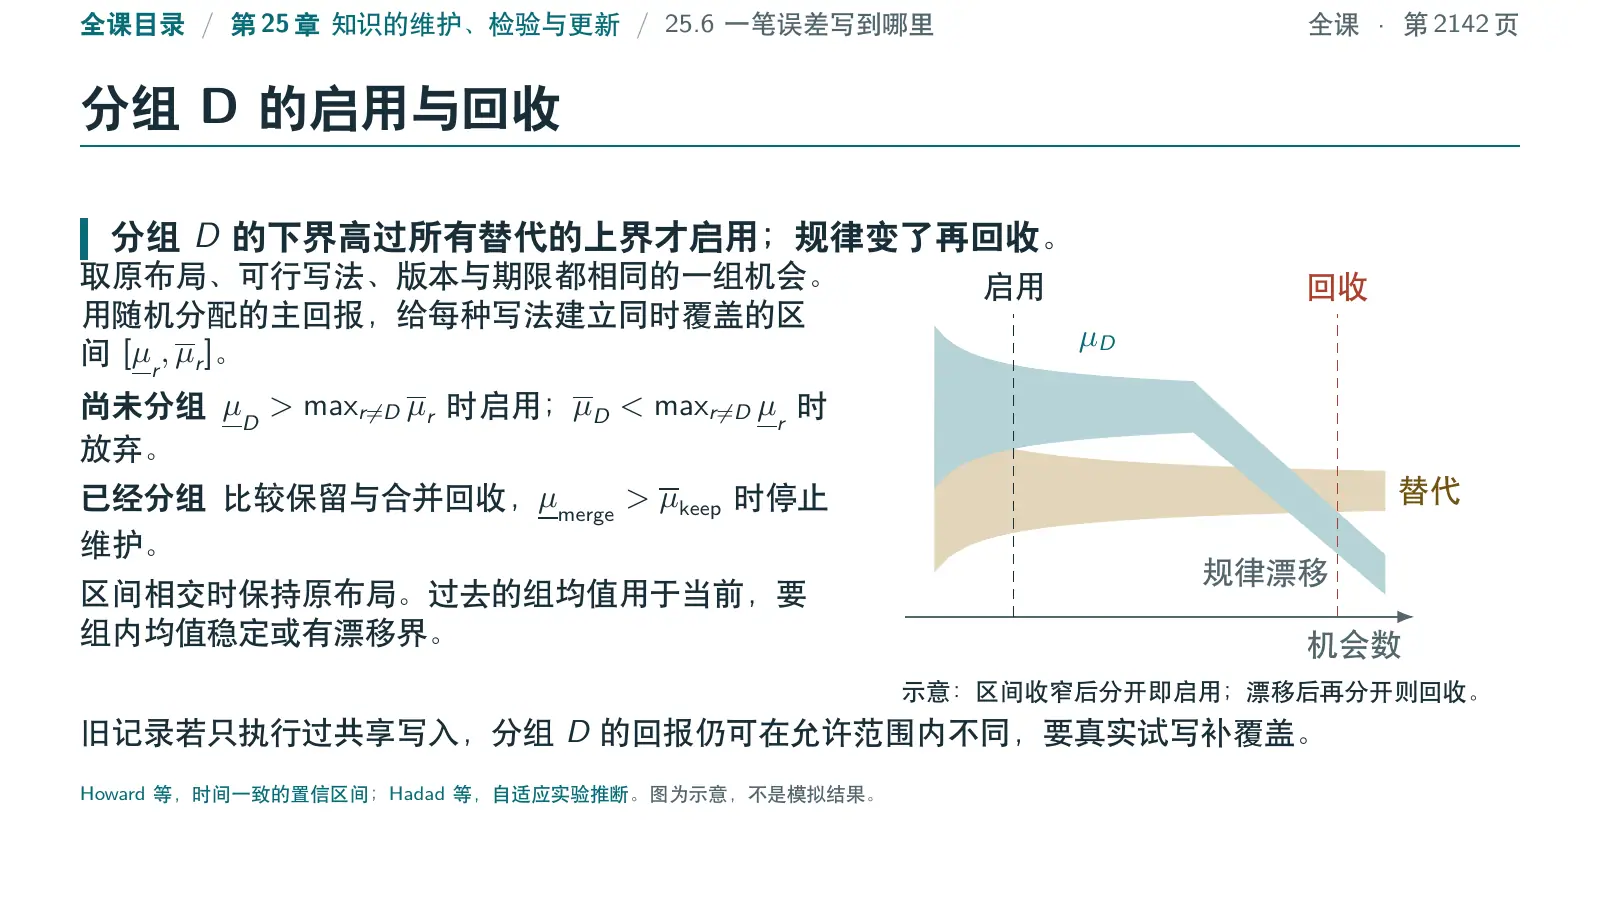 全课目录 / 第 25 章 知识的维护、检验与更新 / 25.6 一笔误差写到哪里
全课 · 第 2142 页
分组 D 的启用与回收
分组 D 的下界高过所有替代的上界才启用；规律变了再回收。
取原布局、可行写法、版本与期限都相同的一组机会。
用随机分配的主回报，给每种写法建立同时覆盖的区
间 [μ̲_r, μ̅_r]。
尚未分组 μ̲_D > max_{r≠D} μ̅_r 时启用；μ̅_D < max_{r≠D} μ̲_r 时
放弃。
已经分组 比较保留与合并回收，μ̲_merge > μ̅_keep 时停止
维护。
区间相交时保持原布局。过去的组均值用于当前，要
组内均值稳定或有漂移界。
启用
回收
μ_D
替代
规律漂移
机会数
示意：区间收窄后分开即启用；漂移后再分开则回收。
旧记录若只执行过共享写入，分组 D 的回报仍可在允许范围内不同，要真实试写补覆盖。
Howard 等，时间一致的置信区间；Hadad 等，自适应实验推断。图为示意，不是模拟结果。